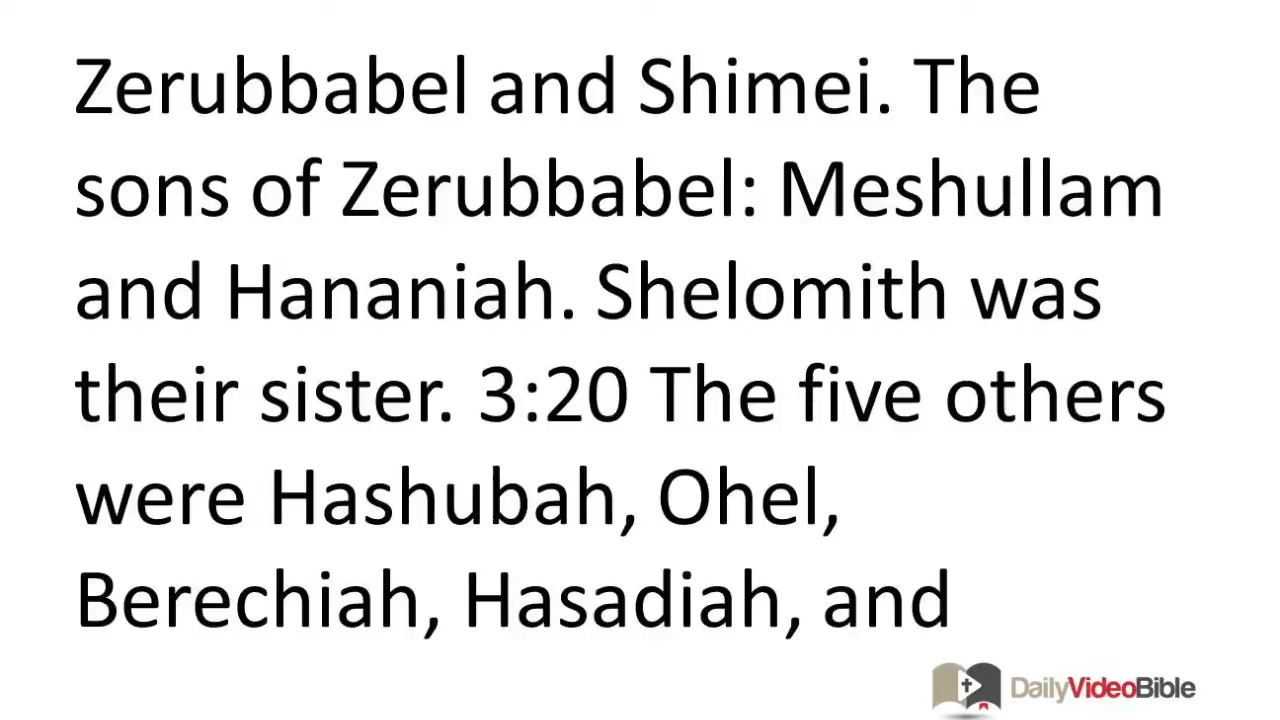 Zerubbabel and Shimei. The
sons of Zerubbabel: Meshullam
and Hananiah. Shelomith was
their sister. 3:20 The five others
were Hashubah, Ohel,
Berechiah, Hasadiah, and
DailyVideoBible